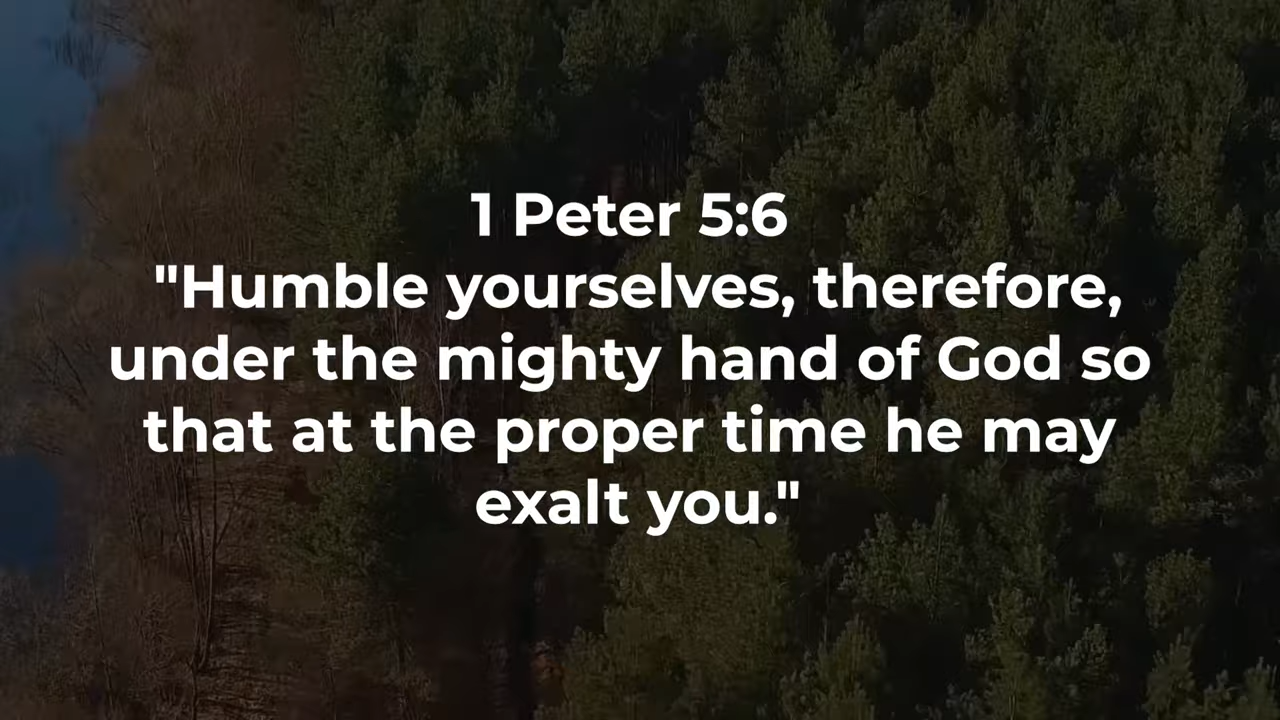 1 Peter 5:6
"Humble yourselves, therefore,
under the mighty hand of God so
that at the proper time he may
exalt you."